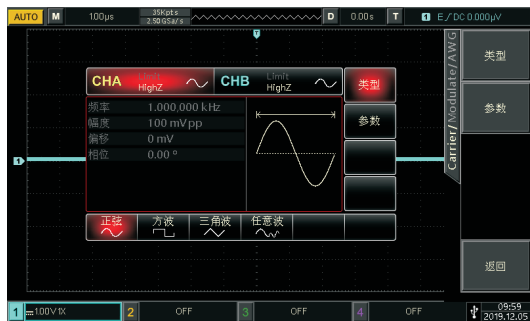 AUTO M 100μs 35Kpts 2.50GSa/s D 0.00s T 1 E/DC 0.000μV
CHA Limit HighZ CHB Limit HighZ 类型
频率 1.000,000 kHz
幅度 100 mVpp
偏移 0 mV
相位 0.00 °
参数
正弦 方波 三角波 任意波
Carrier/Modulate/AWG
类型
参数
返回
1
1 1.00V 1X 2 OFF 3 OFF 4 OFF
09:59
2019.12.05